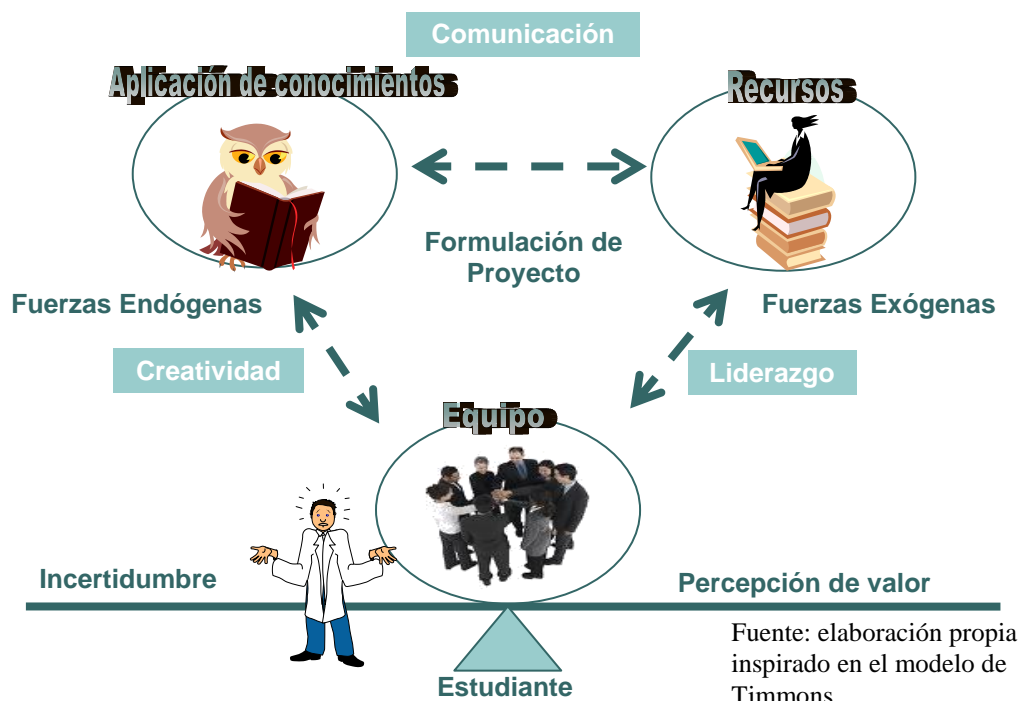 Comunicación
Aplicación de conocimientos
Recursos
Formulación de
Proyecto
Fuerzas Endógenas
Fuerzas Exógenas
Creatividad
Liderazgo
Equipo
Incertidumbre
Percepción de valor
Fuente: elaboración propia
inspirado en el modelo de
Timmons
Estudiante